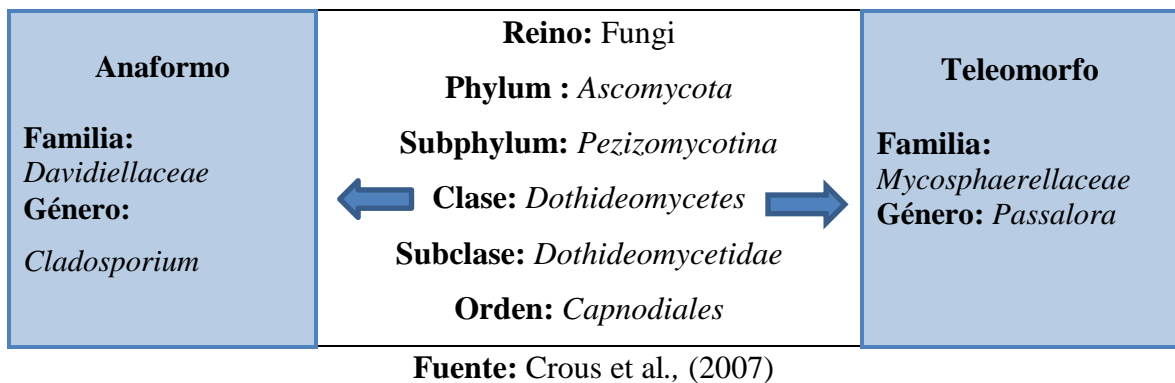 Anaformo
Familia:
Davidiellaceae
Género:
Cladosporium
Reino: Fungi
Phylum : Ascomycota
Subphylum: Pezizomycotina
Clase: Dothideomycetes
Subclase: Dothideomycetidae
Orden: Capnodiales
Teleomorfo
Familia:
Mycosphaerellaceae
Género: Passalora
Fuente: Crous et al., (2007)